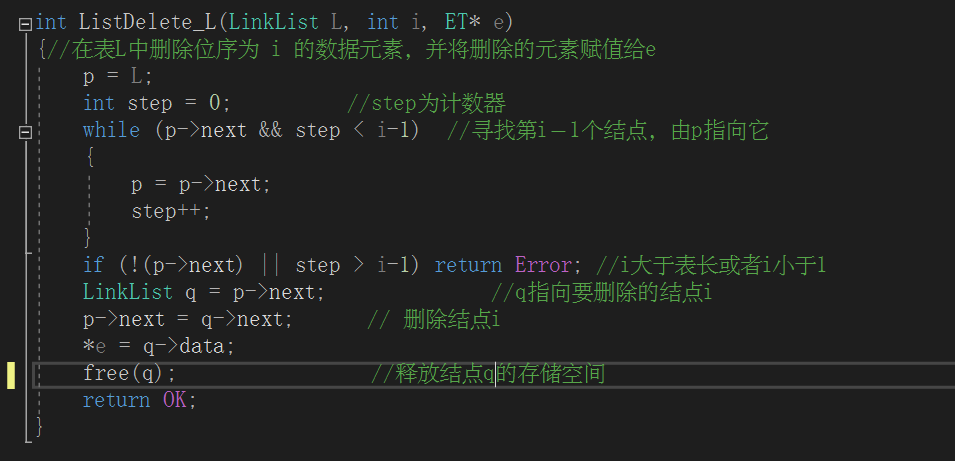 int ListDelete_L(LinkList L, int i, ET* e)
{//在表L中删除位序为 i 的数据元素，并将删除的元素赋值给e
p = L;
int step = 0; //step为计数器
while (p->next && step < i-1) //寻找第i－1个结点，由p指向它
{
p = p->next;
step++;
}
if (!(p->next) || step > i-1) return Error; //i大于表长或者i小于1
LinkList q = p->next; //q指向要删除的结点i
p->next = q->next; // 删除结点i
*e = q->data;
free(q); //释放结点q的存储空间
return OK;
}